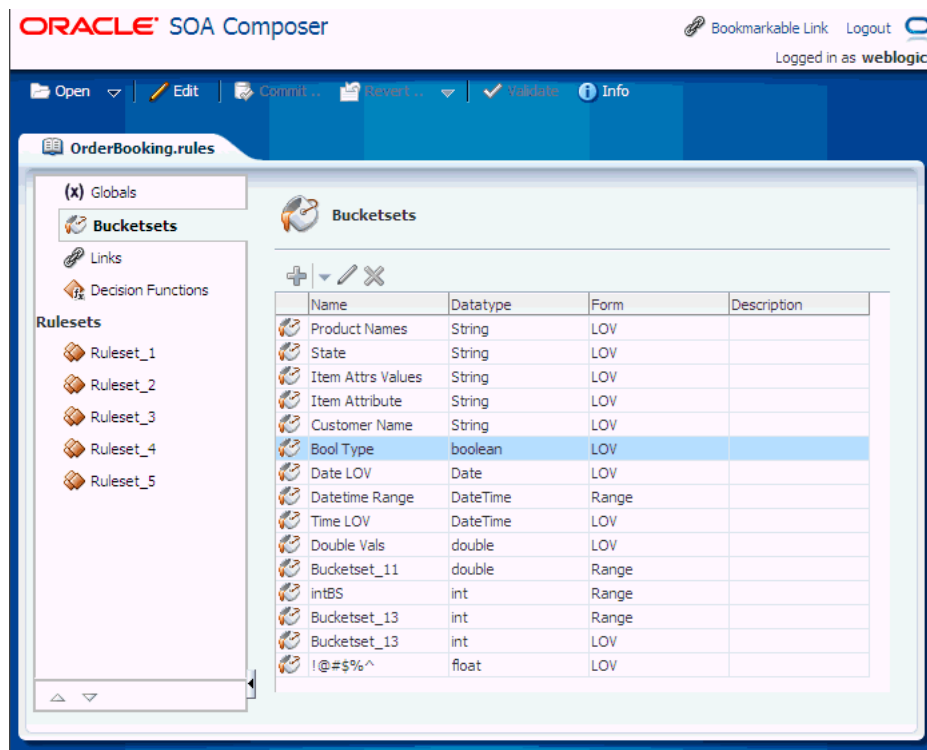 ORACLE SOA Composer
Bookmarkable Link Logout
Logged in as weblogic
Open Edit Commit .. Revert .. Validate Info
OrderBooking.rules
(x) Globals
Bucketsets
Links
Decision Functions
Rulesets
Ruleset_1
Ruleset_2
Ruleset_3
Ruleset_4
Ruleset_5
Bucketsets
Name Datatype Form Description
Product Names String LOV
State String LOV
Item Attrs Values String LOV
Item Attribute String LOV
Customer Name String LOV
Bool Type boolean LOV
Date LOV Date LOV
Datetime Range DateTime Range
Time LOV DateTime LOV
Double Vals double LOV
Bucketset_11 double Range
intBS int Range
Bucketset_13 int Range
Bucketset_13 int LOV
!@#$%^ float LOV